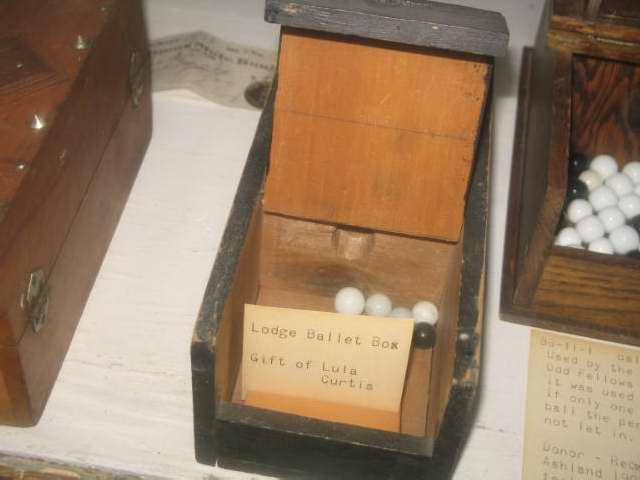 Lodge Ballet Box
Gift of Lula
Curtis
Used by the
Odd Fellows
it was used
if only one
ball the per
not let in.
Donor - 
Ashland